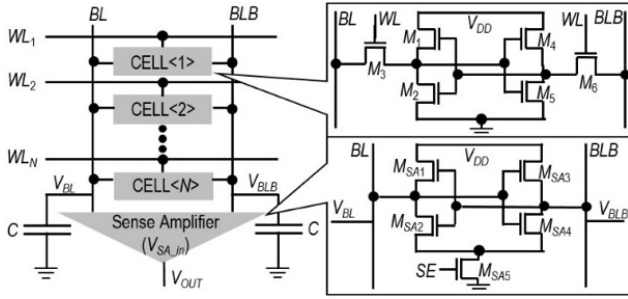 BL BLB
WL1
CELL<1>
WL2
CELL<2>
WLN
CELL<N>
VBL VBLB
C Sense Amplifier C
(VSA_in)
VOUT
BL WL VDD WL BLB
M1 M4
M3 M6
M2 M5
BL VDD BLB
MSA1 MSA3
VBL VBLB
MSA2 MSA4
SE MSA5